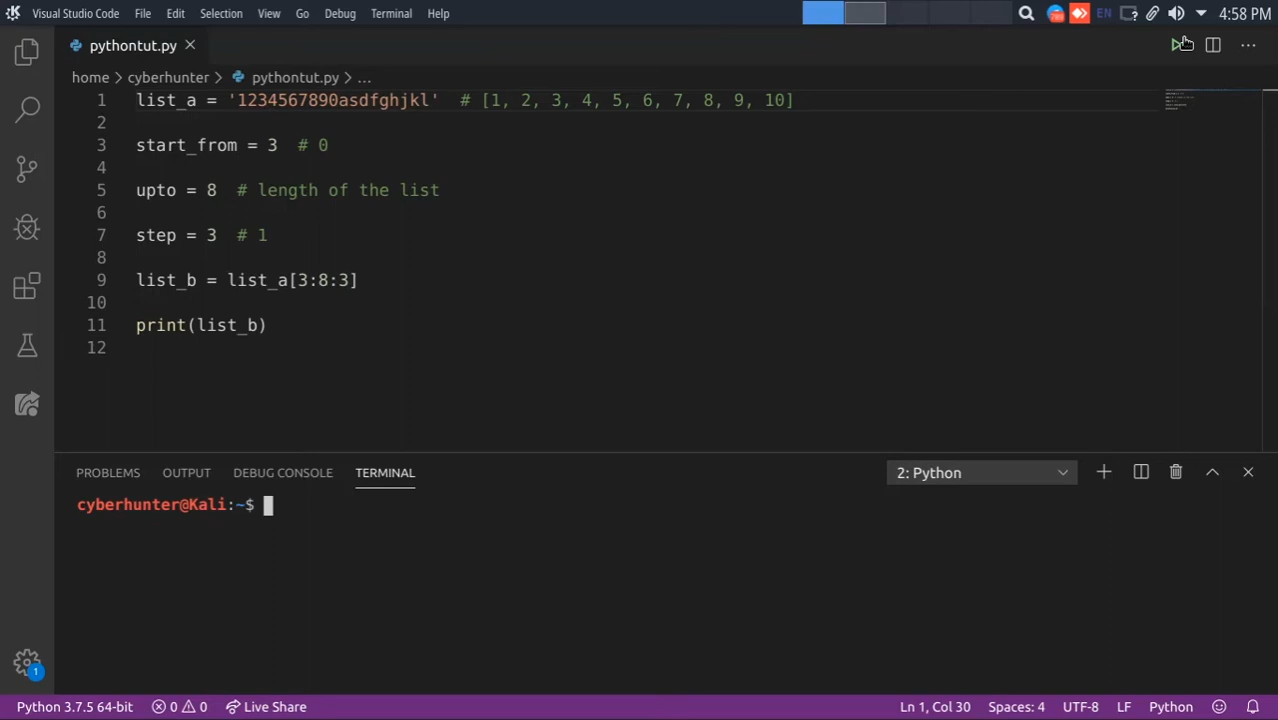 Visual Studio Code File Edit Selection View Go Debug Terminal Help EN 4:58 PM
pythontut.py
home > cyberhunter > pythontut.py > ...
1 list_a = '1234567890asdfghjkl' # [1, 2, 3, 4, 5, 6, 7, 8, 9, 10]
2
3 start_from = 3 # 0
4
5 upto = 8 # length of the list
6
7 step = 3 # 1
8
9 list_b = list_a[3:8:3]
10
11 print(list_b)
12
PROBLEMS OUTPUT DEBUG CONSOLE TERMINAL 2: Python
cyberhunter@Kali:~$
1
Python 3.7.5 64-bit 0 0 Live Share Ln 1, Col 30 Spaces: 4 UTF-8 LF Python